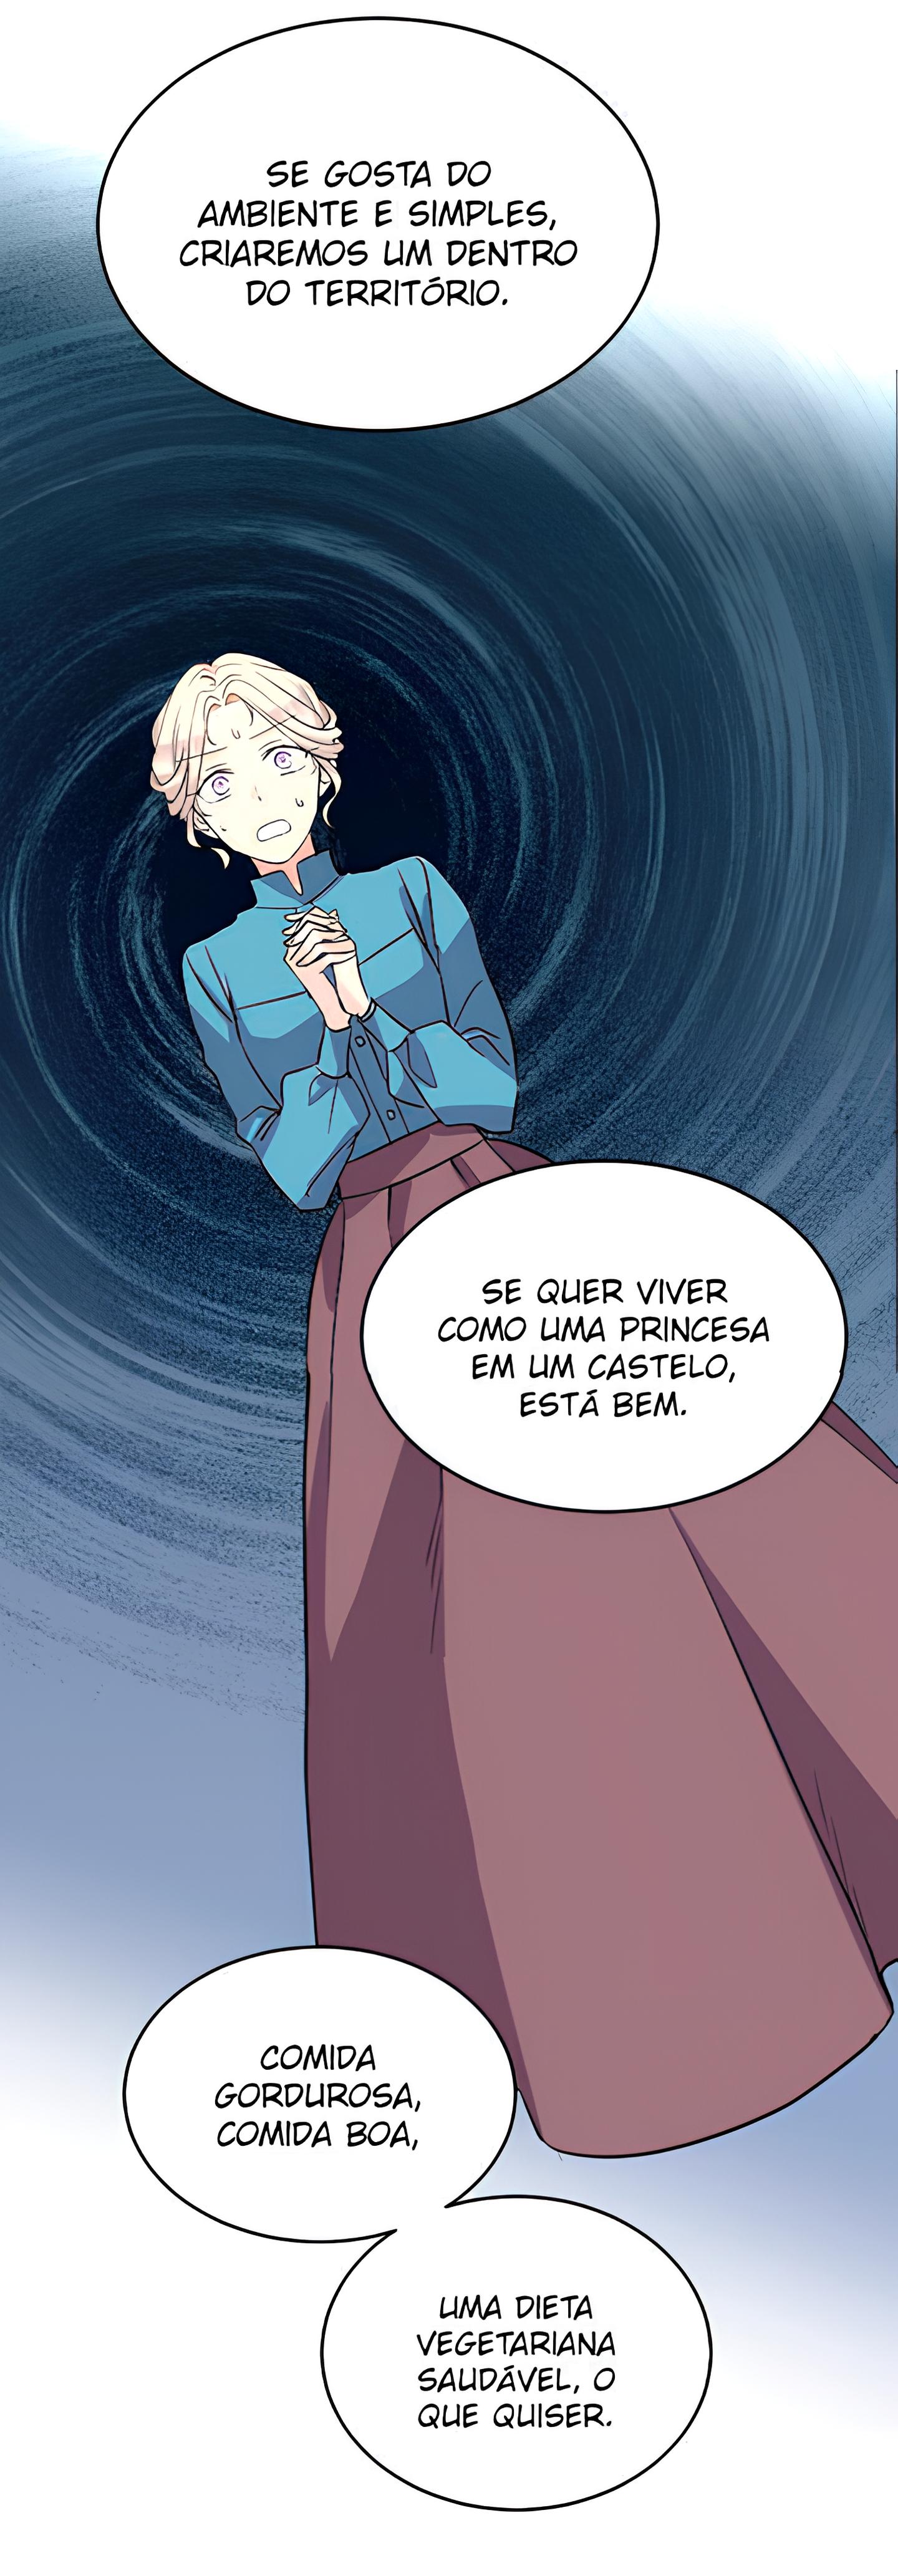 SE GOSTA DO
AMBIENTE E SIMPLES,
CRIAREMOS UM DENTRO
DO TERRITÓRIO.
SE QUER VIVER
COMO UMA PRINCESA
EM UM CASTELO,
ESTÁ BEM.
COMIDA
GORDUROSA,
COMIDA BOA,
UMA DIETA
VEGETARIANA
SAUDÁVEL, O
QUE QUISER.